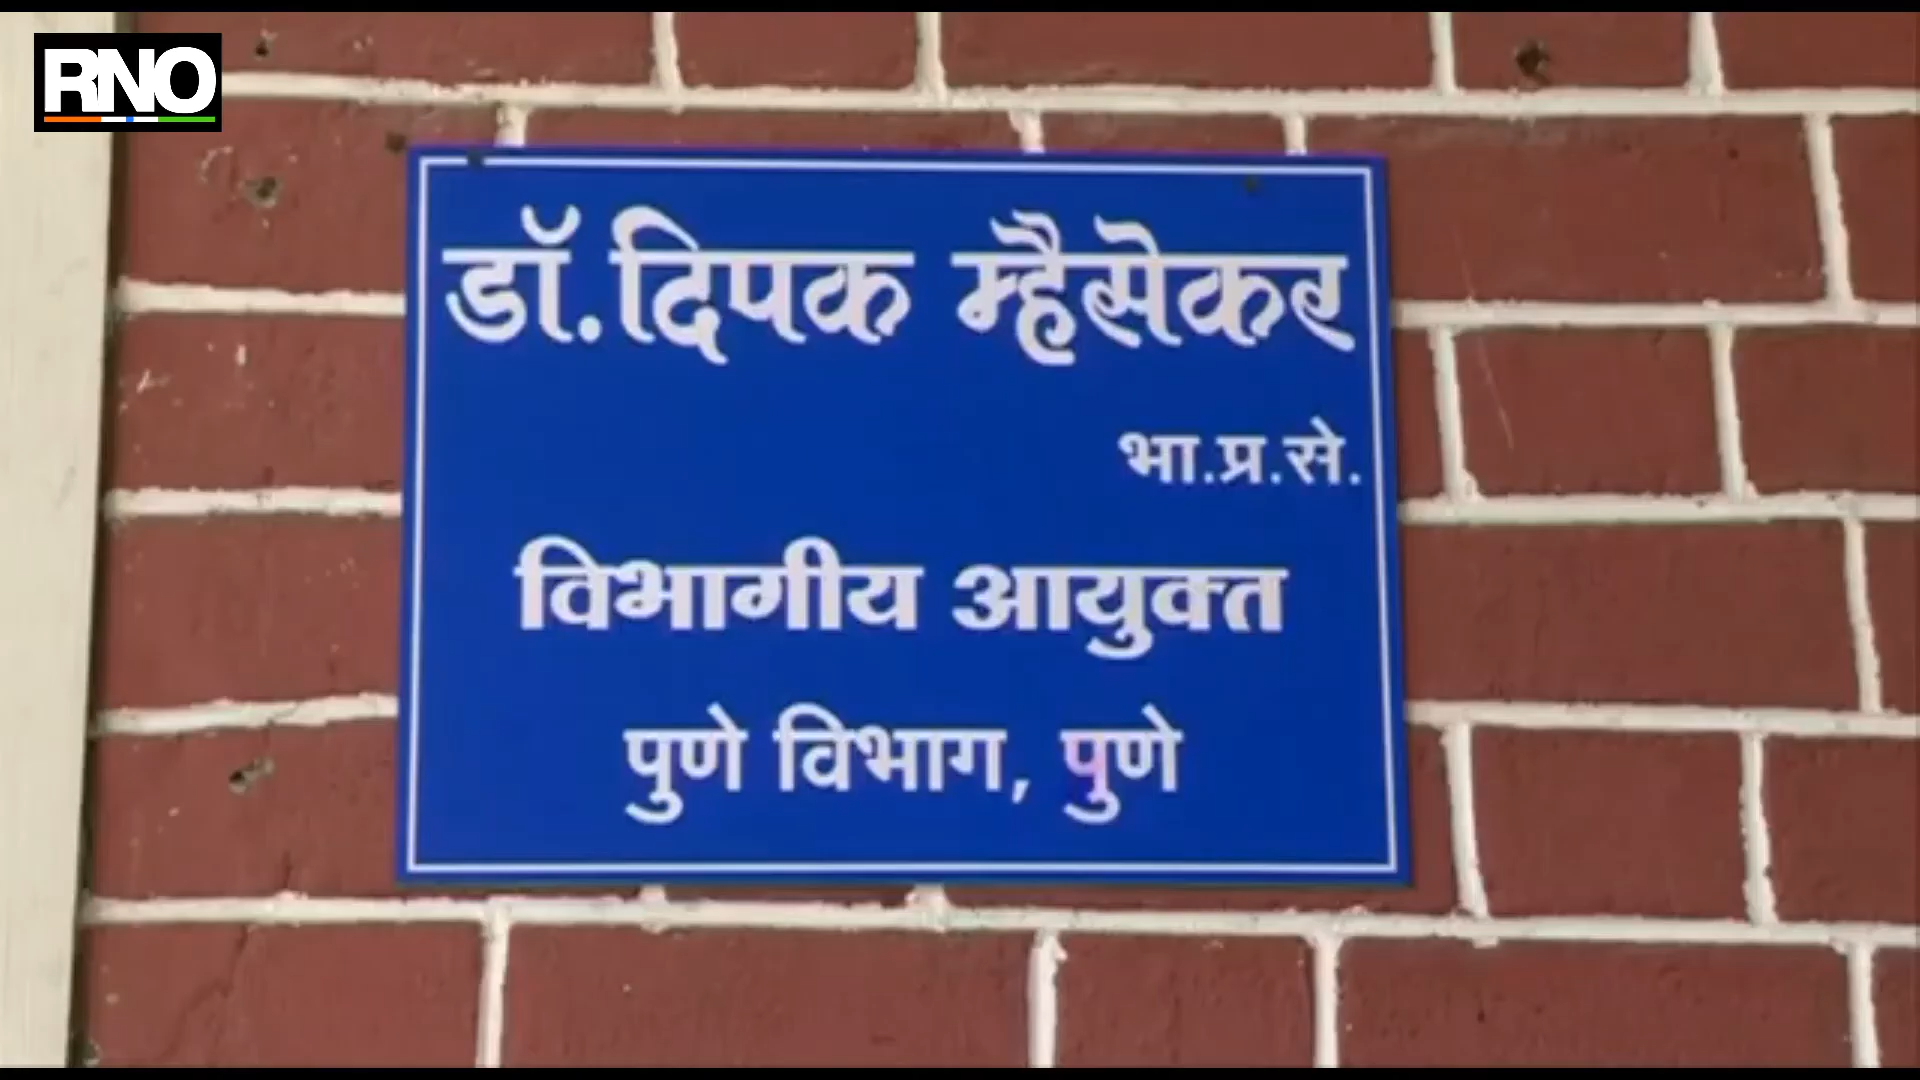 RNO
डॉ.दिपक म्हैसेकर
भा.प्र.से.
विभागीय आयुक्त
पुणे विभाग, पुणे